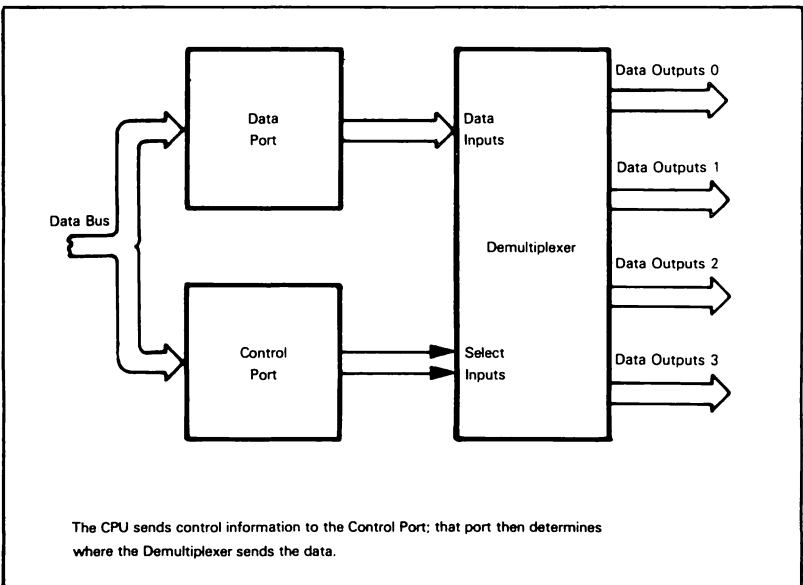 Data Bus
Data
Port
Control
Port
Data
Inputs
Demultiplexer
Select
Inputs
Data Outputs 0
Data Outputs 1
Data Outputs 2
Data Outputs 3
The CPU sends control information to the Control Port; that port then determines
where the Demultiplexer sends the data.